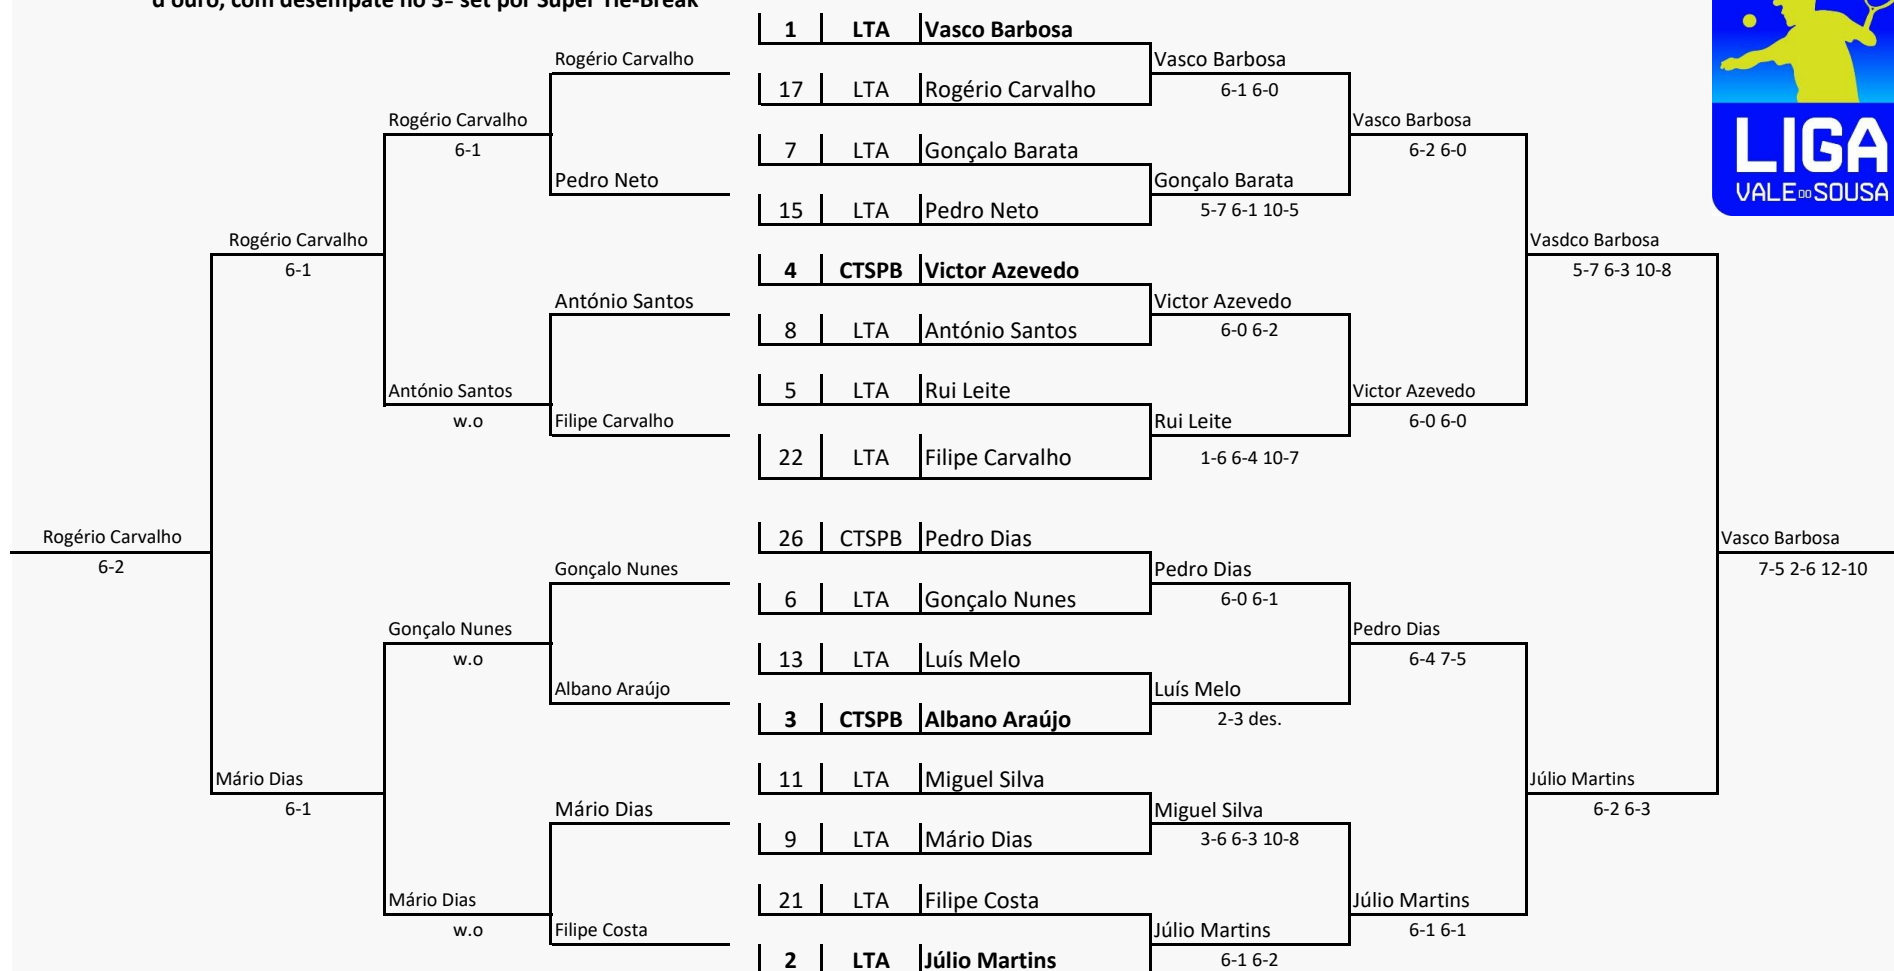 d'ouro, com desempate no 3º set por Super Tie-Break
1 LTA Vasco Barbosa
Rogério Carvalho Vasco Barbosa
17 LTA Rogério Carvalho 6-1 6-0
Rogério Carvalho Vasco Barbosa
6-1 7 LTA Gonçalo Barata 6-2 6-0
LIGA
Pedro Neto Gonçalo Barata
VALE DO SOUSA
15 LTA Pedro Neto 5-7 6-1 10-5
Rogério Carvalho Vasdco Barbosa
6-1 4 CTSPB Victor Azevedo 5-7 6-3 10-8
António Santos Victor Azevedo
8 LTA António Santos 6-0 6-2
António Santos 5 LTA Rui Leite Victor Azevedo
w.o Filipe Carvalho Rui Leite 6-0 6-0
22 LTA Filipe Carvalho 1-6 6-4 10-7
Rogério Carvalho 26 CTSPB Pedro Dias Vasco Barbosa
6-2 Gonçalo Nunes Pedro Dias 7-5 2-6 12-10
6 LTA Gonçalo Nunes 6-0 6-1
Gonçalo Nunes Pedro Dias
w.o 13 LTA Luís Melo 6-4 7-5
Albano Araújo Luís Melo
3 CTSPB Albano Araújo 2-3 des.
Mário Dias 11 LTA Miguel Silva Júlio Martins
6-1 Mário Dias Miguel Silva 6-2 6-3
9 LTA Mário Dias 3-6 6-3 10-8
Mário Dias 21 LTA Filipe Costa Júlio Martins
w.o Filipe Costa Júlio Martins 6-1 6-1
2 LTA Júlio Martins 6-1 6-2